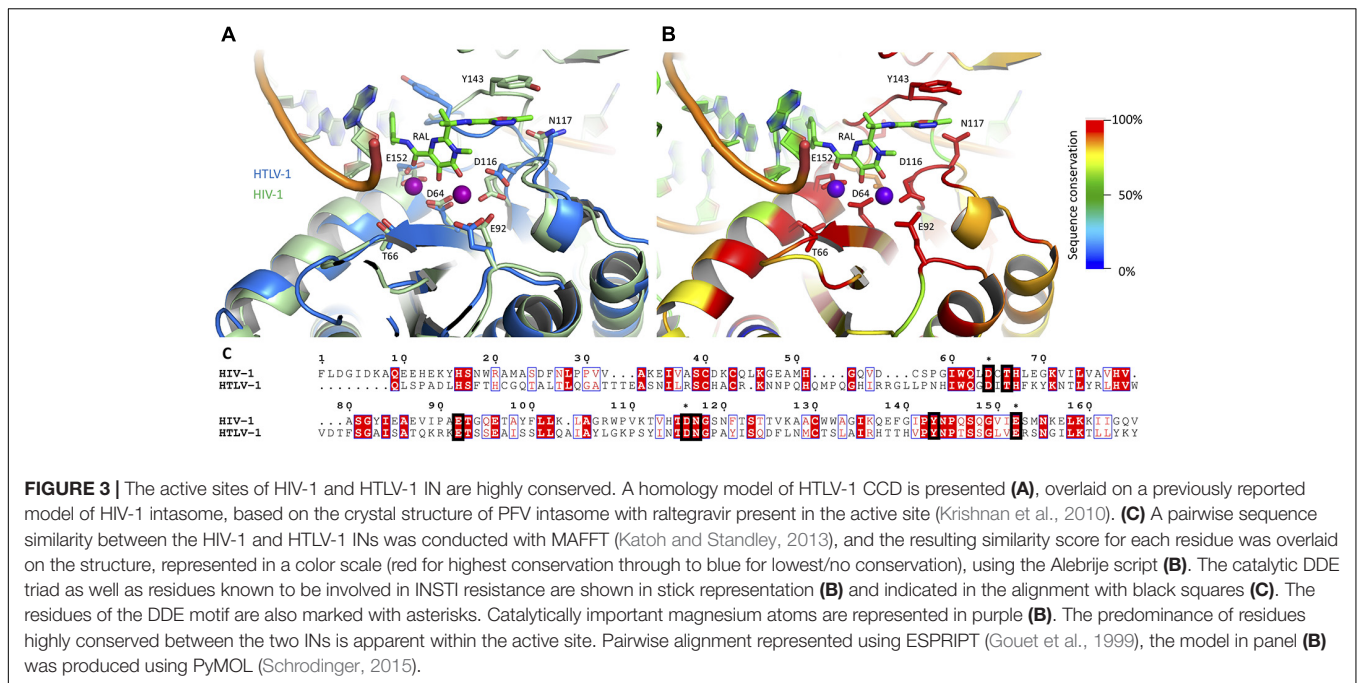 A
B
Y143
Y143
N117
N117
RAL
RAL
E152
E152
D116
D116
HTLV-1
HIV-1
D64
D64
E92
E92
T66
T66
Sequence conservation
100%
50%
0%
C
1 10 20 30 40 50 60 * 70
HIV-1 FLDGIDKAQEEHEKYHSNWRAMASDFNLPPVV...AKEIVASCDKCQLKGEAMH....GQVD...CSPGIWQLDCTHLEGKVILVAVHV.
HTLV-1 ........QLSPADLHSFTHCGQTALTLQGATTTEASNILRSCHACR.KNNPQHQMPQGHIRRGLLPNHIWQGDITHFKYKNTLYRLHVW
80 90 100 110 * 120 130 140 150 * 160
HIV-1 ...ASGYIEAEVIPAETGQETAYFLLK.LAGRWPVKTVHTDNGSNFTSTTVKAACWWAGIKQEFGIPYNPQSQGVIESMNKELKKIIGQV
HTLV-1 VDTFSGAISATQKRKETSSEAISSLLQAIAYLGKPSYINTDNGPAYISQDFLNMCTSLAIRHTTHVPYNPTSSGLVERSNGILKTLLYKY
FIGURE 3 | The active sites of HIV-1 and HTLV-1 IN are highly conserved. A homology model of HTLV-1 CCD is presented (A), overlaid on a previously reported
model of HIV-1 intasome, based on the crystal structure of PFV intasome with raltegravir present in the active site (Krishnan et al., 2010). (C) A pairwise sequence
similarity between the HIV-1 and HTLV-1 INs was conducted with MAFFT (Katoh and Standley, 2013), and the resulting similarity score for each residue was overlaid
on the structure, represented in a color scale (red for highest conservation through to blue for lowest/no conservation), using the Alebrije script (B). The catalytic DDE
triad as well as residues known to be involved in INSTI resistance are shown in stick representation (B) and indicated in the alignment with black squares (C). The
residues of the DDE motif are also marked with asterisks. Catalytically important magnesium atoms are represented in purple (B). The predominance of residues
highly conserved between the two INs is apparent within the active site. Pairwise alignment represented using ESPRIPT (Gouet et al., 1999), the model in panel (B)
was produced using PyMOL (Schrodinger, 2015).